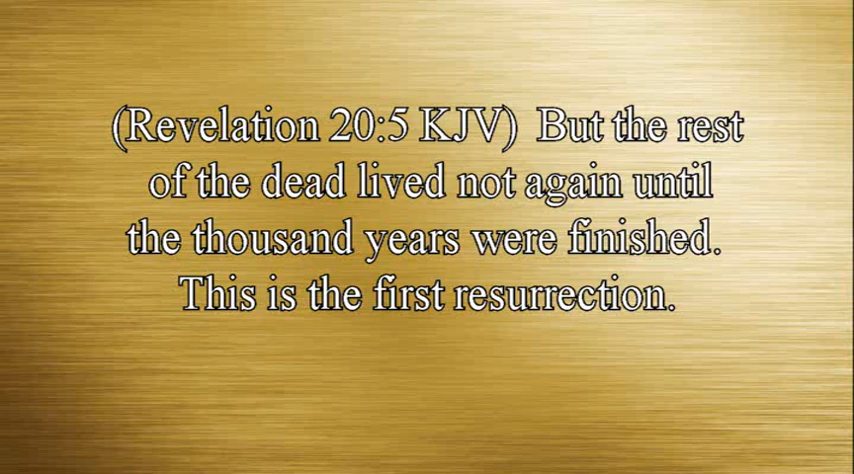 (Revelation 20:5 KJV)  But the rest
of the dead lived not again until
the thousand years were finished.
This is the first resurrection.